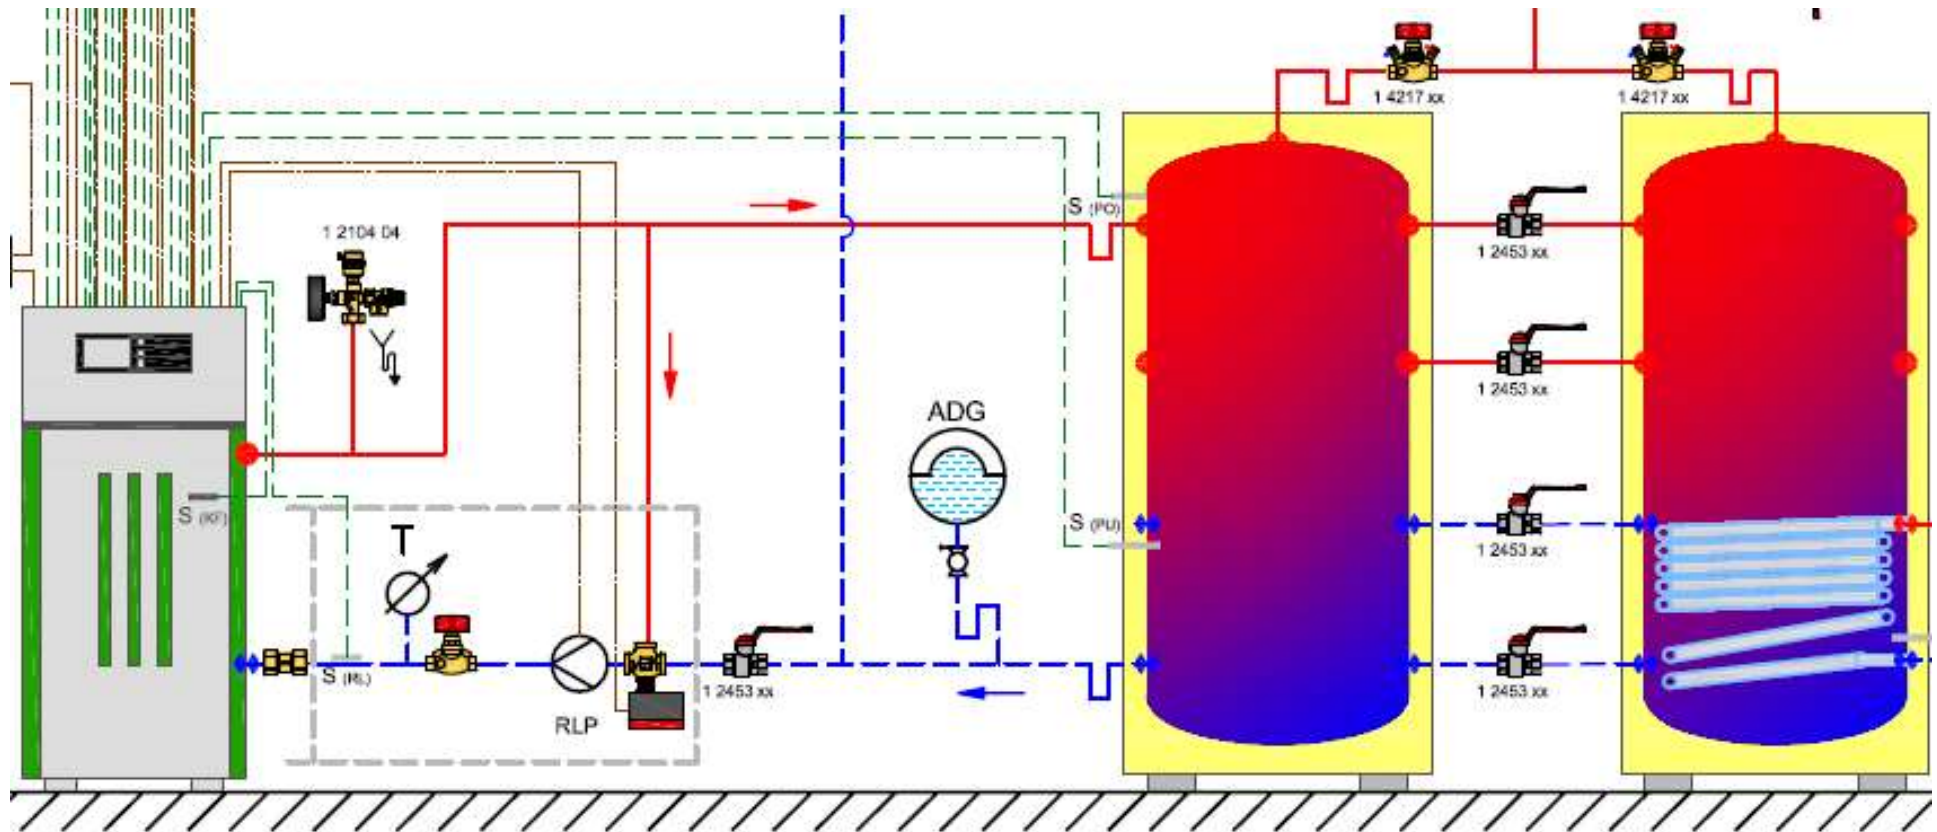 1 4217 xx
1 4217 xx
S (PO)
1 2104 04
1 2453 xx
1 2453 xx
ADG
S (KF)
S (PU)
T
1 2453 xx
S (RL)
1 2453 xx
1 2453 xx
RLP